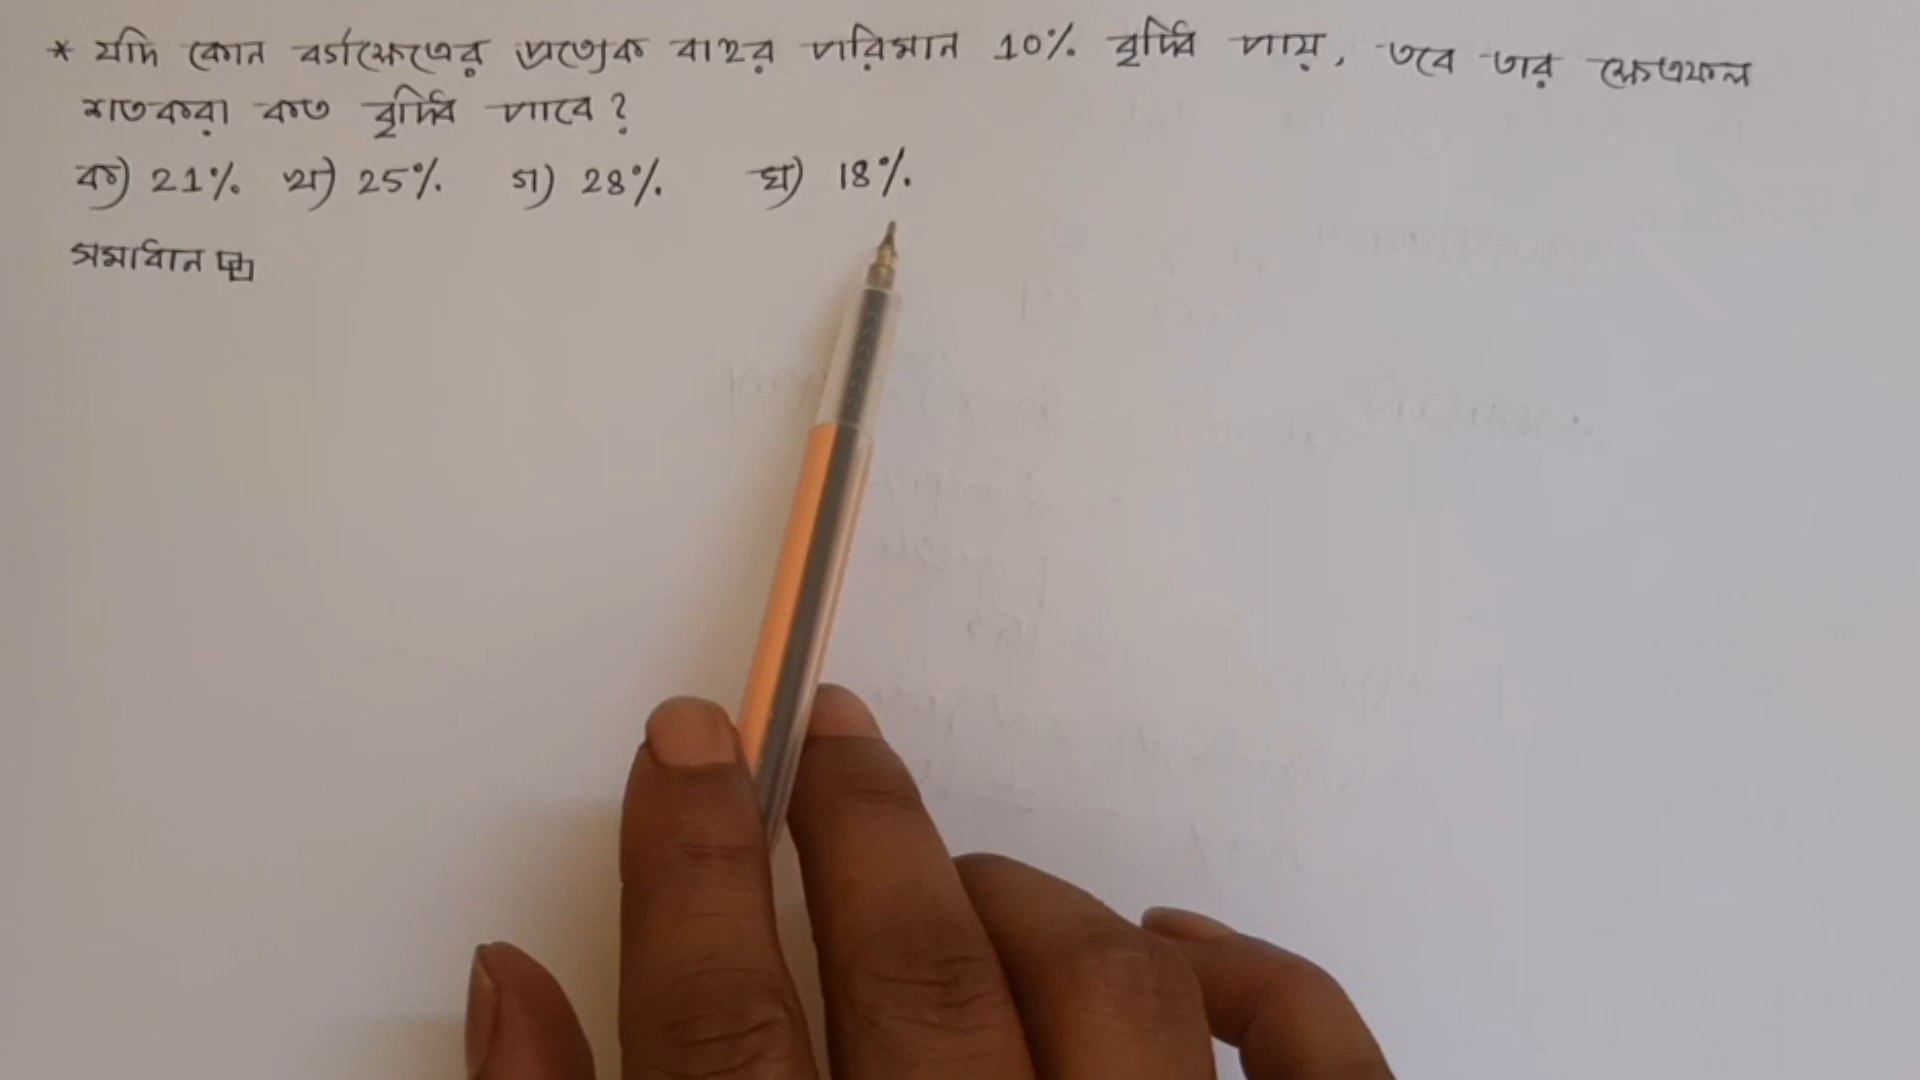 * যদি কোন বর্গক্ষেত্রের প্রত্যেক বাহুর পরিমান 10% বৃদ্ধি পায়, তবে তার ক্ষেত্রফল
শতকরা কত বৃদ্ধি পাবে?
ক) 21% খ) 25% গ) 28% ঘ) 18%.
সমাধান